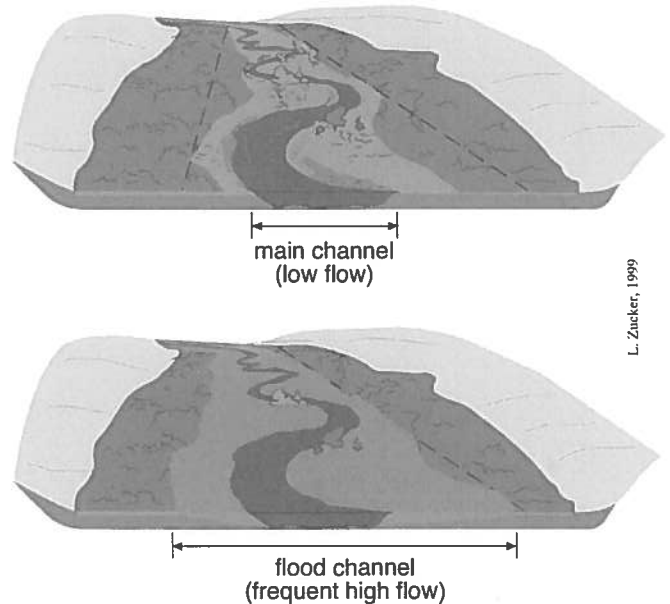 main channel
(low flow)
L. Zucker, 1999
flood channel
(frequent high flow)